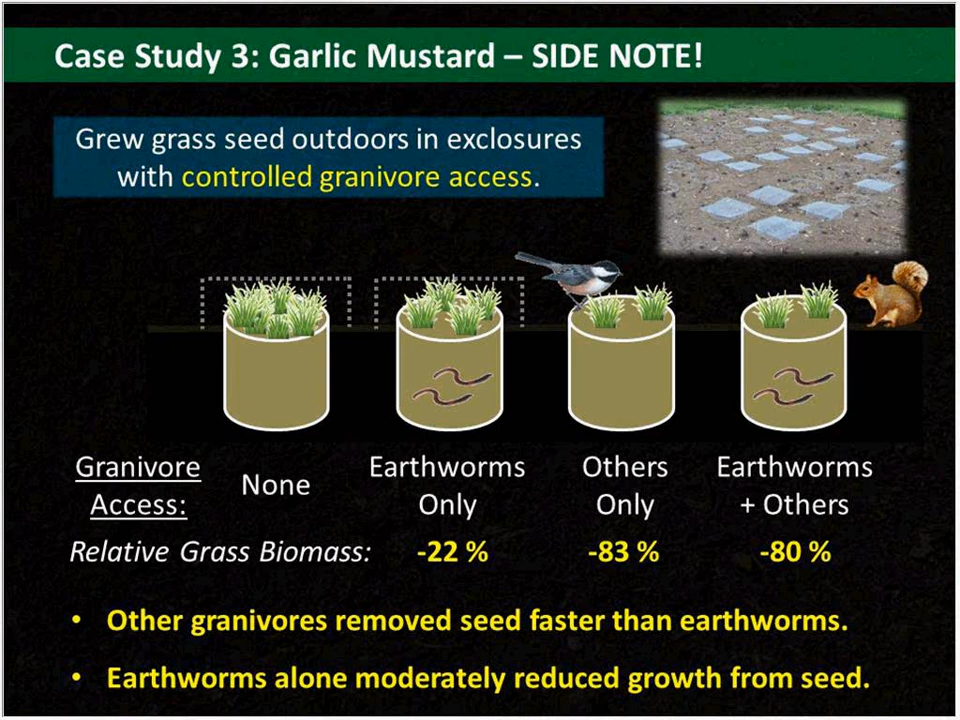 Case Study 3: Garlic Mustard – SIDE NOTE!
Grew grass seed outdoors in exclosures
with controlled granivore access.
Granivore
Access:
None
Earthworms
Only
Others
Only
Earthworms
+ Others
Relative Grass Biomass: -22 % -83 % -80 %
• Other granivores removed seed faster than earthworms.
• Earthworms alone moderately reduced growth from seed.